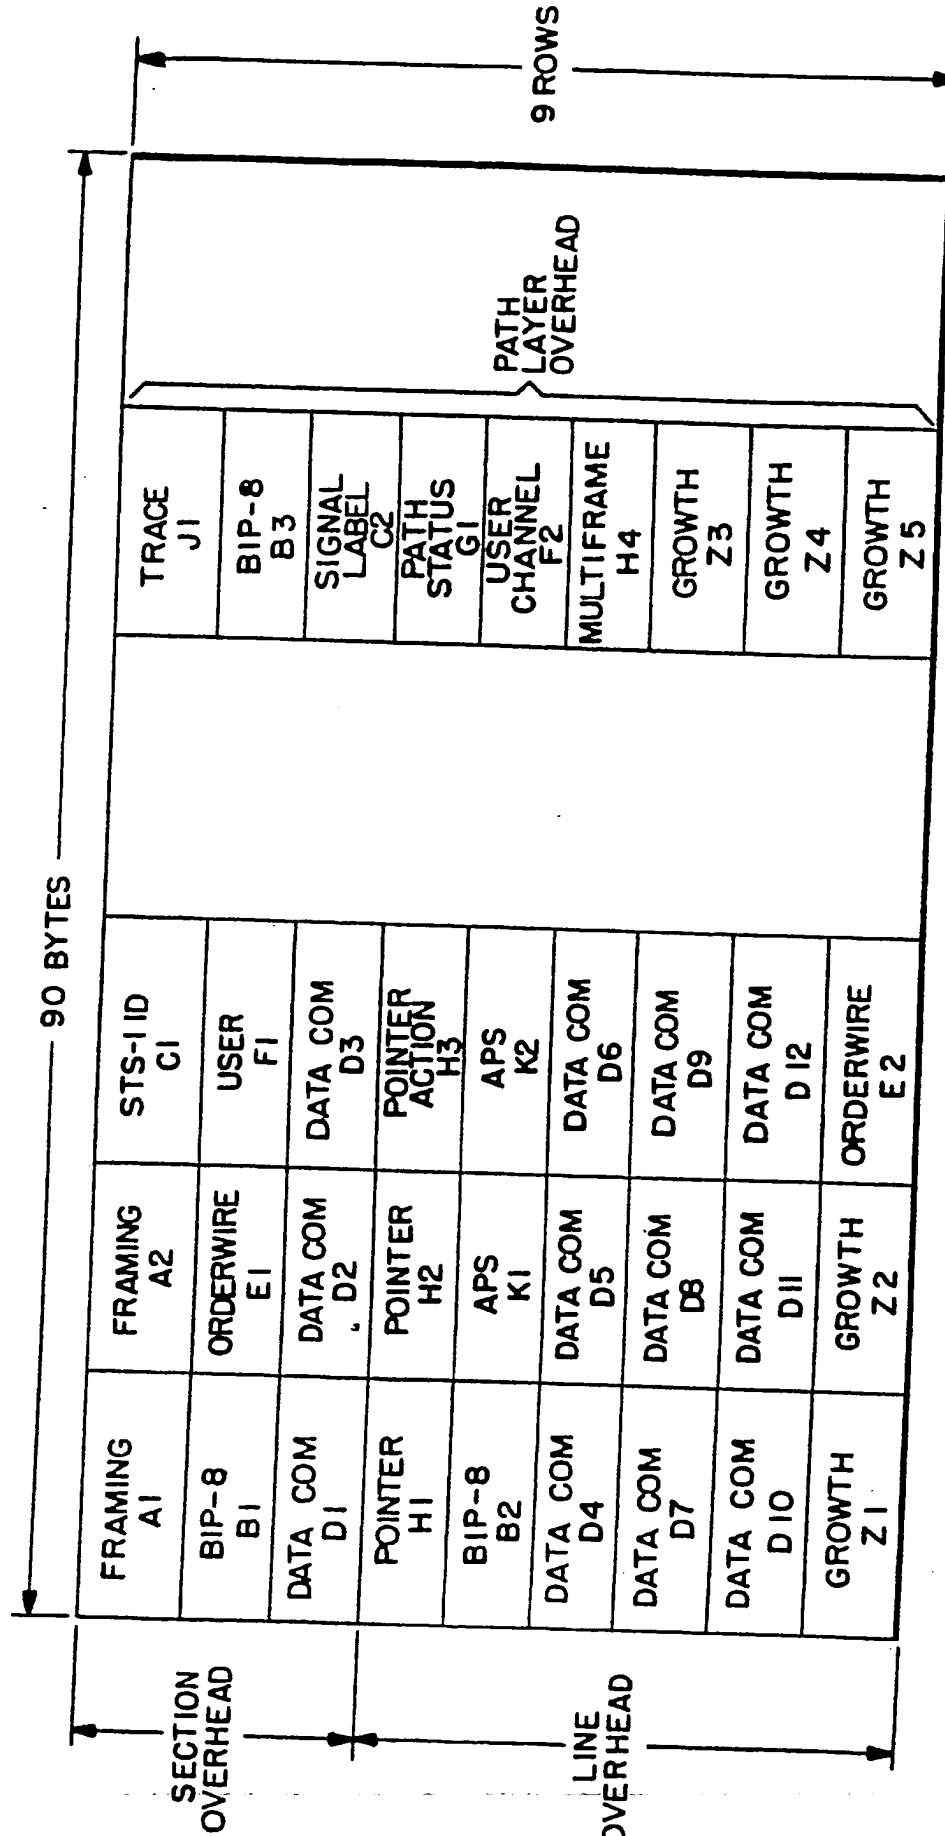 90 BYTES
9 ROWS
SECTION
OVERHEAD
LINE
OVERHEAD
FRAMING
A1
FRAMING
A2
STS-1 ID
C1
TRACE
J1
BIP-8
B1
ORDERWIRE
E1
USER
F1
BIP-8
B3
DATA COM
D1
DATA COM
D2
DATA COM
D3
SIGNAL
LABEL
C2
POINTER
H1
POINTER
H2
POINTER
ACTION
H3
PATH
STATUS
G1
BIP-8
B2
APS
K1
APS
K2
USER
CHANNEL
F2
DATA COM
D4
DATA COM
D5
DATA COM
D6
MULTIFRAME
H4
DATA COM
D7
DATA COM
D8
DATA COM
D9
GROWTH
Z3
DATA COM
D10
DATA COM
D11
DATA COM
D12
GROWTH
Z4
GROWTH
Z1
GROWTH
Z2
ORDERWIRE
E2
GROWTH
Z5
PATH
LAYER
OVERHEAD